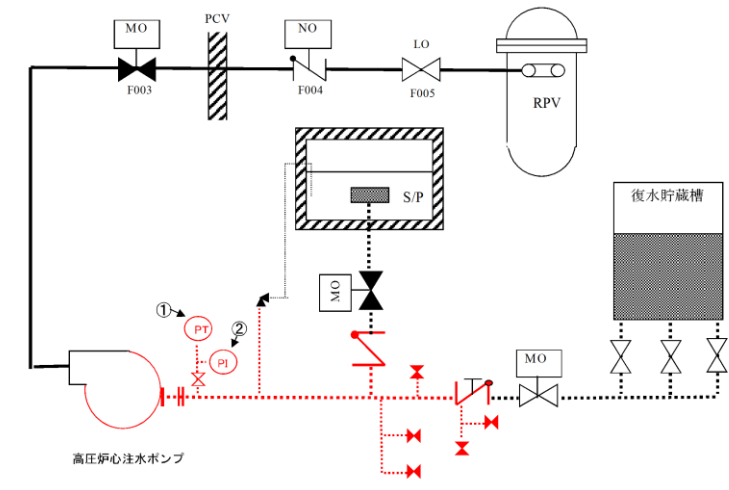 PCV
MO
NO
LO
F003
F004
F005
RPV
S/P
復水貯蔵槽
MO
①
PT
②
PI
MO
高圧炉心注水ポンプ